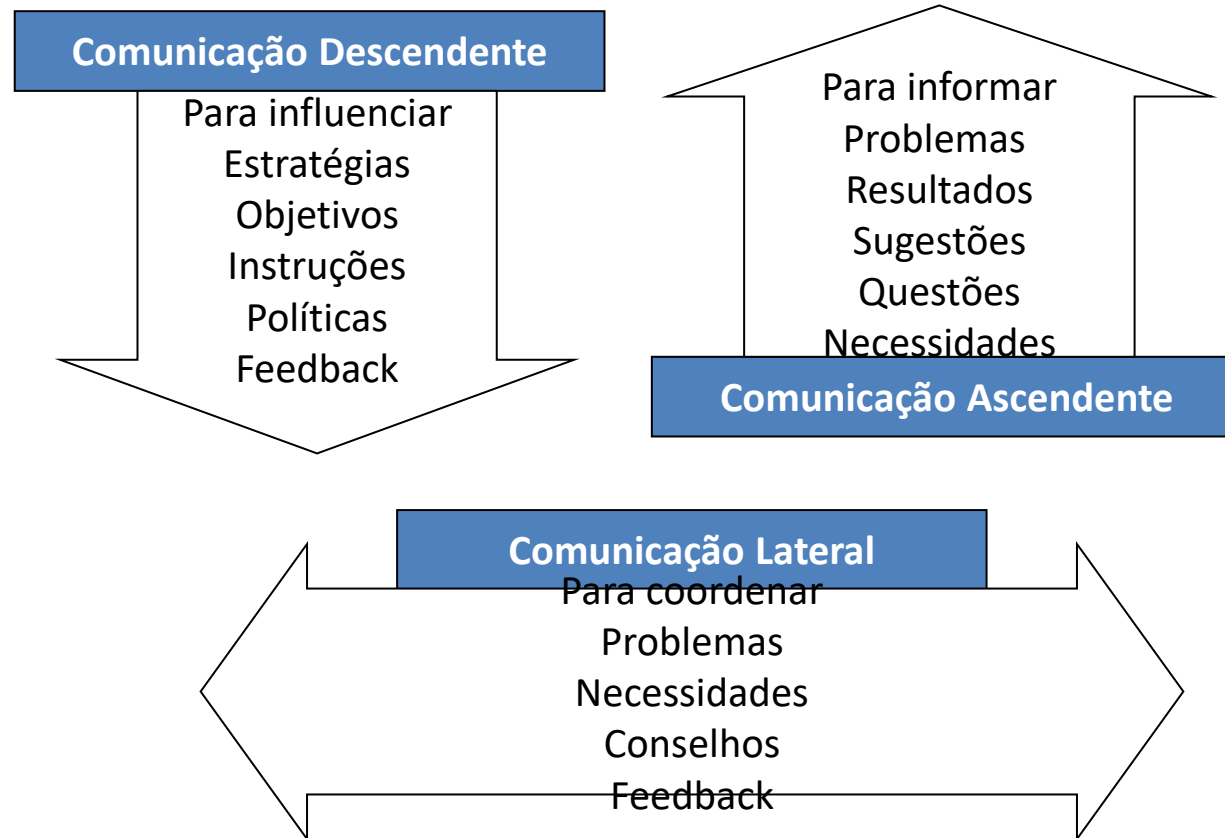 Comunicação Descendente
Para influenciar
Estratégias
Objetivos
Instruções
Políticas
Feedback
Para informar
Problemas
Resultados
Sugestões
Questões
Necessidades
Comunicação Ascendente
Comunicação Lateral
Para coordenar
Problemas
Necessidades
Conselhos
Feedback